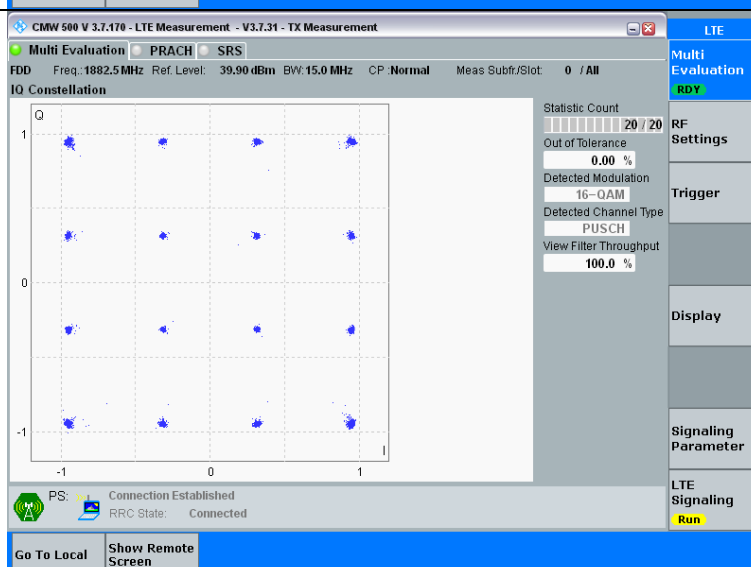 CMW 500 V 3.7.170 - LTE Measurement - V3.7.31 - TX Measurement
LTE
Multi Evaluation PRACH SRS
FDD Freq.: 1882.5 MHz Ref. Level: 39.90 dBm BW: 15.0 MHz CP : Normal Meas Subfr./Slot: 0 / All
IQ Constellation
Q
1
0
-1
-1 0 1
I
Statistic Count
20 / 20
Out of Tolerance
0.00 %
Detected Modulation
16-QAM
Detected Channel Type
PUSCH
View Filter Throughput
100.0 %
Multi
Evaluation
RDY
RF
Settings
Trigger
Display
Signaling
Parameter
LTE
Signaling
Run
PS: Connection Established
RRC State: Connected
Go To Local
Show Remote
Screen